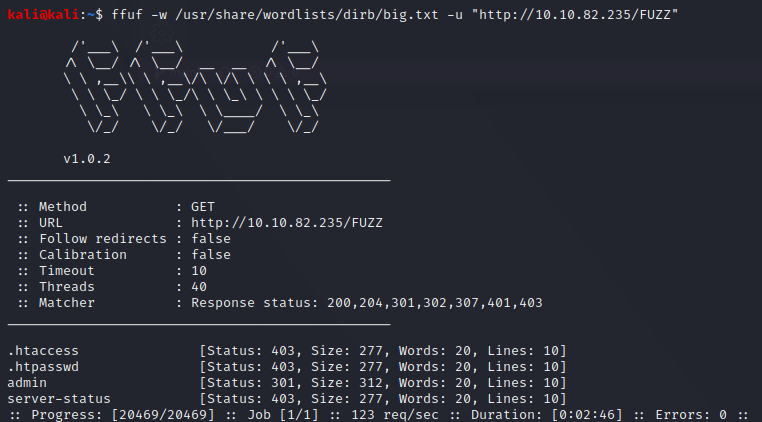 kali@kali:~$ ffuf -w /usr/share/wordlists/dirb/big.txt -u "http://10.10.82.235/FUZZ"
v1.0.2
:: Method : GET
:: URL : http://10.10.82.235/FUZZ
:: Follow redirects : false
:: Calibration : false
:: Timeout : 10
:: Threads : 40
:: Matcher : Response status: 200,204,301,302,307,401,403
.htaccess [Status: 403, Size: 277, Words: 20, Lines: 10]
.htpasswd [Status: 403, Size: 277, Words: 20, Lines: 10]
admin [Status: 301, Size: 312, Words: 20, Lines: 10]
server-status [Status: 403, Size: 277, Words: 20, Lines: 10]
:: Progress: [20469/20469] :: Job [1/1] :: 123 req/sec :: Duration: [0:02:46] :: Errors: 0 ::